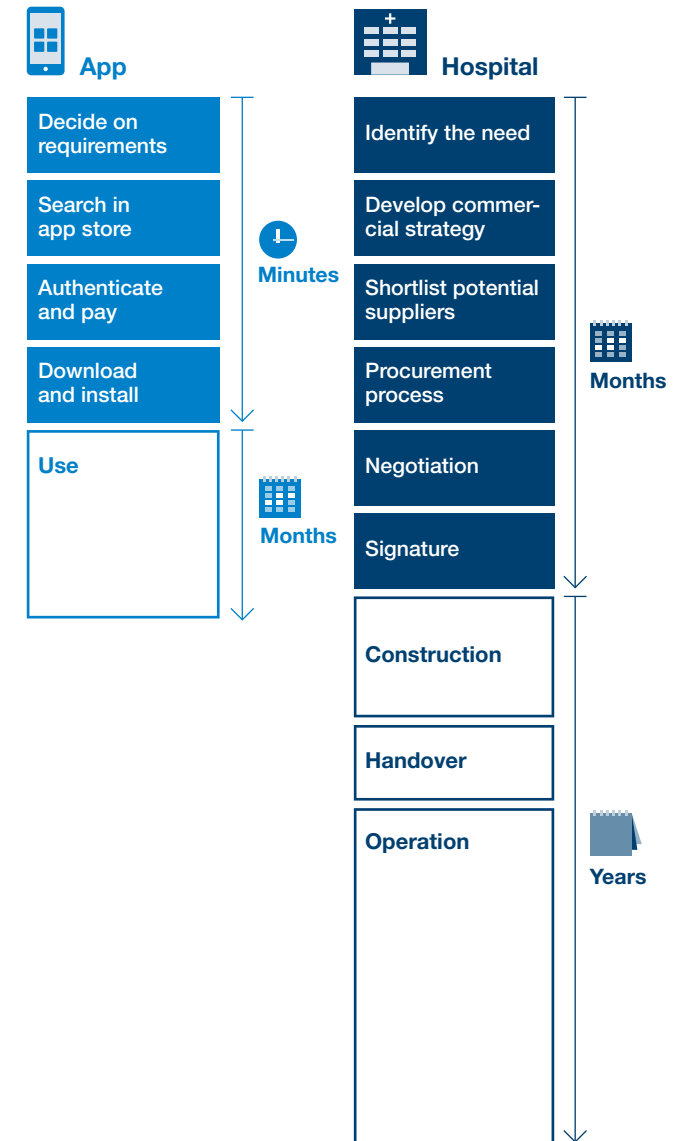 App
Decide on
requirements
Search in
app store
Authenticate
and pay
Download
and install
Use
Minutes
Months
Hospital
Identify the need
Develop commer-
cial strategy
Shortlist potential
suppliers
Procurement
process
Negotiation
Signature
Construction
Handover
Operation
Months
Years